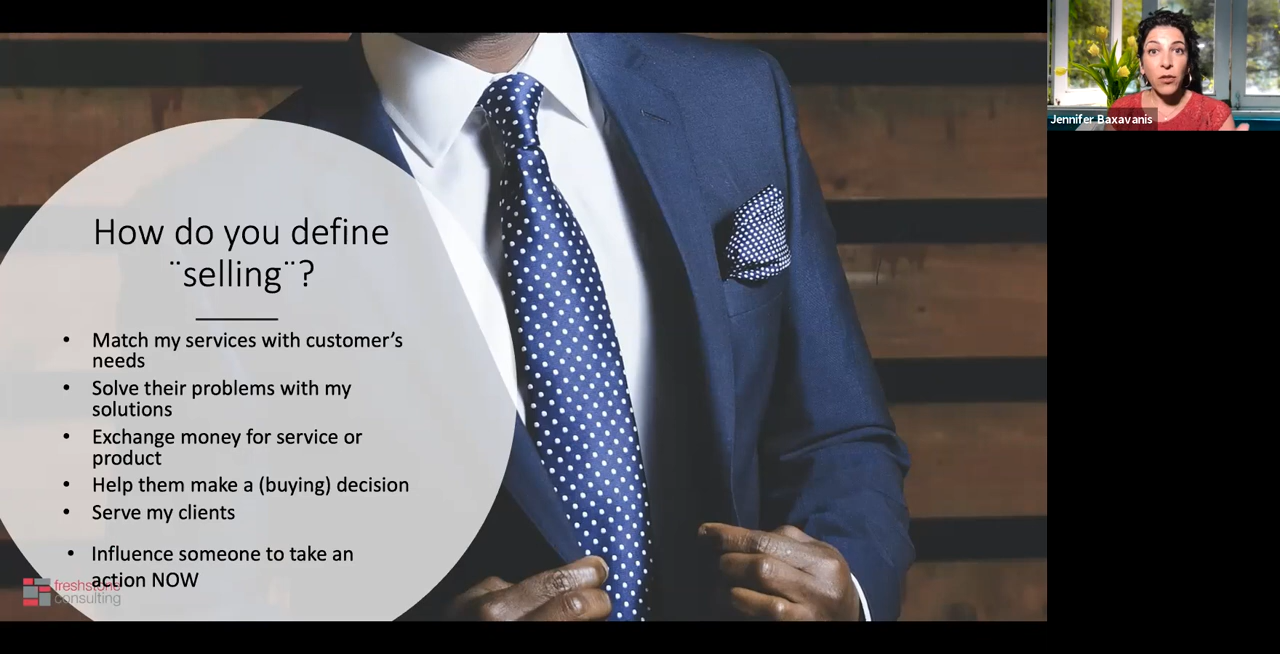 How do you define
¨selling¨?
• Match my services with customer’s
needs
• Solve their problems with my
solutions
• Exchange money for service or
product
• Help them make a (buying) decision
• Serve my clients
• Influence someone to take an
action NOW
freshstone
consulting
Jennifer Baxavanis